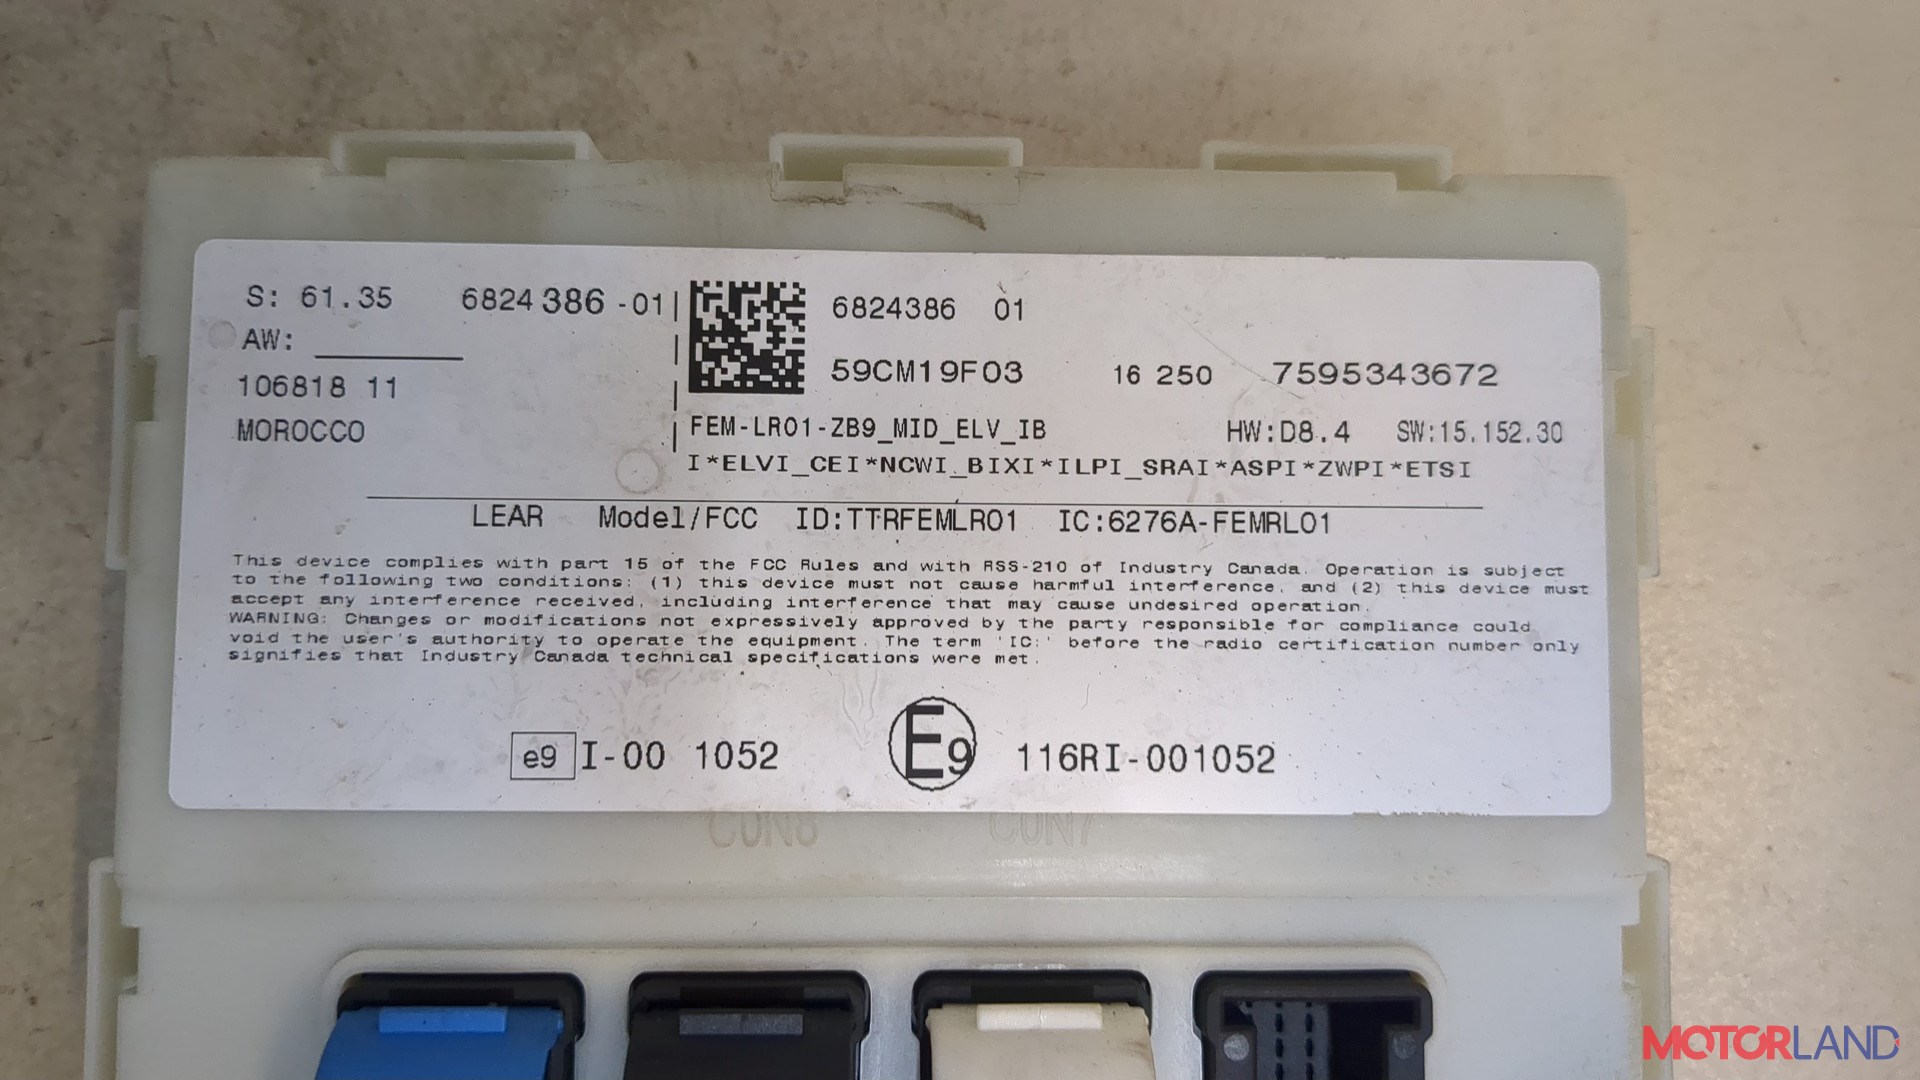 S: 61.35 6824386-01
AW:
106818 11
MOROCCO
6824386 01
59CM19F03 16 250 7595343672
FEM-LR01-ZB9_MID_ELV_IB HW:D8.4 SW:15.152.30
I*ELVI_CEI*NCWI_BIXI*ILPI_SRAI*ASPI*ZWPI*ETSI
LEAR Model/FCC ID:TTRFEMLR01 IC:6276A-FEMRL01
This device complies with part 15 of the FCC Rules and with RSS-210 of Industry Canada. Operation is subject
to the following two conditions: (1) this device must not cause harmful interference, and (2) this device must
accept any interference received, including interference that may cause undesired operation.
WARNING: Changes or modifications not expressively approved by the party responsible for compliance could
void the user's authority to operate the equipment. The term 'IC:' before the radio certification number only
signifies that Industry Canada technical specifications were met.
e9 I-00 1052 E9 116RI-001052
CON8 CON7
MOTORLAND